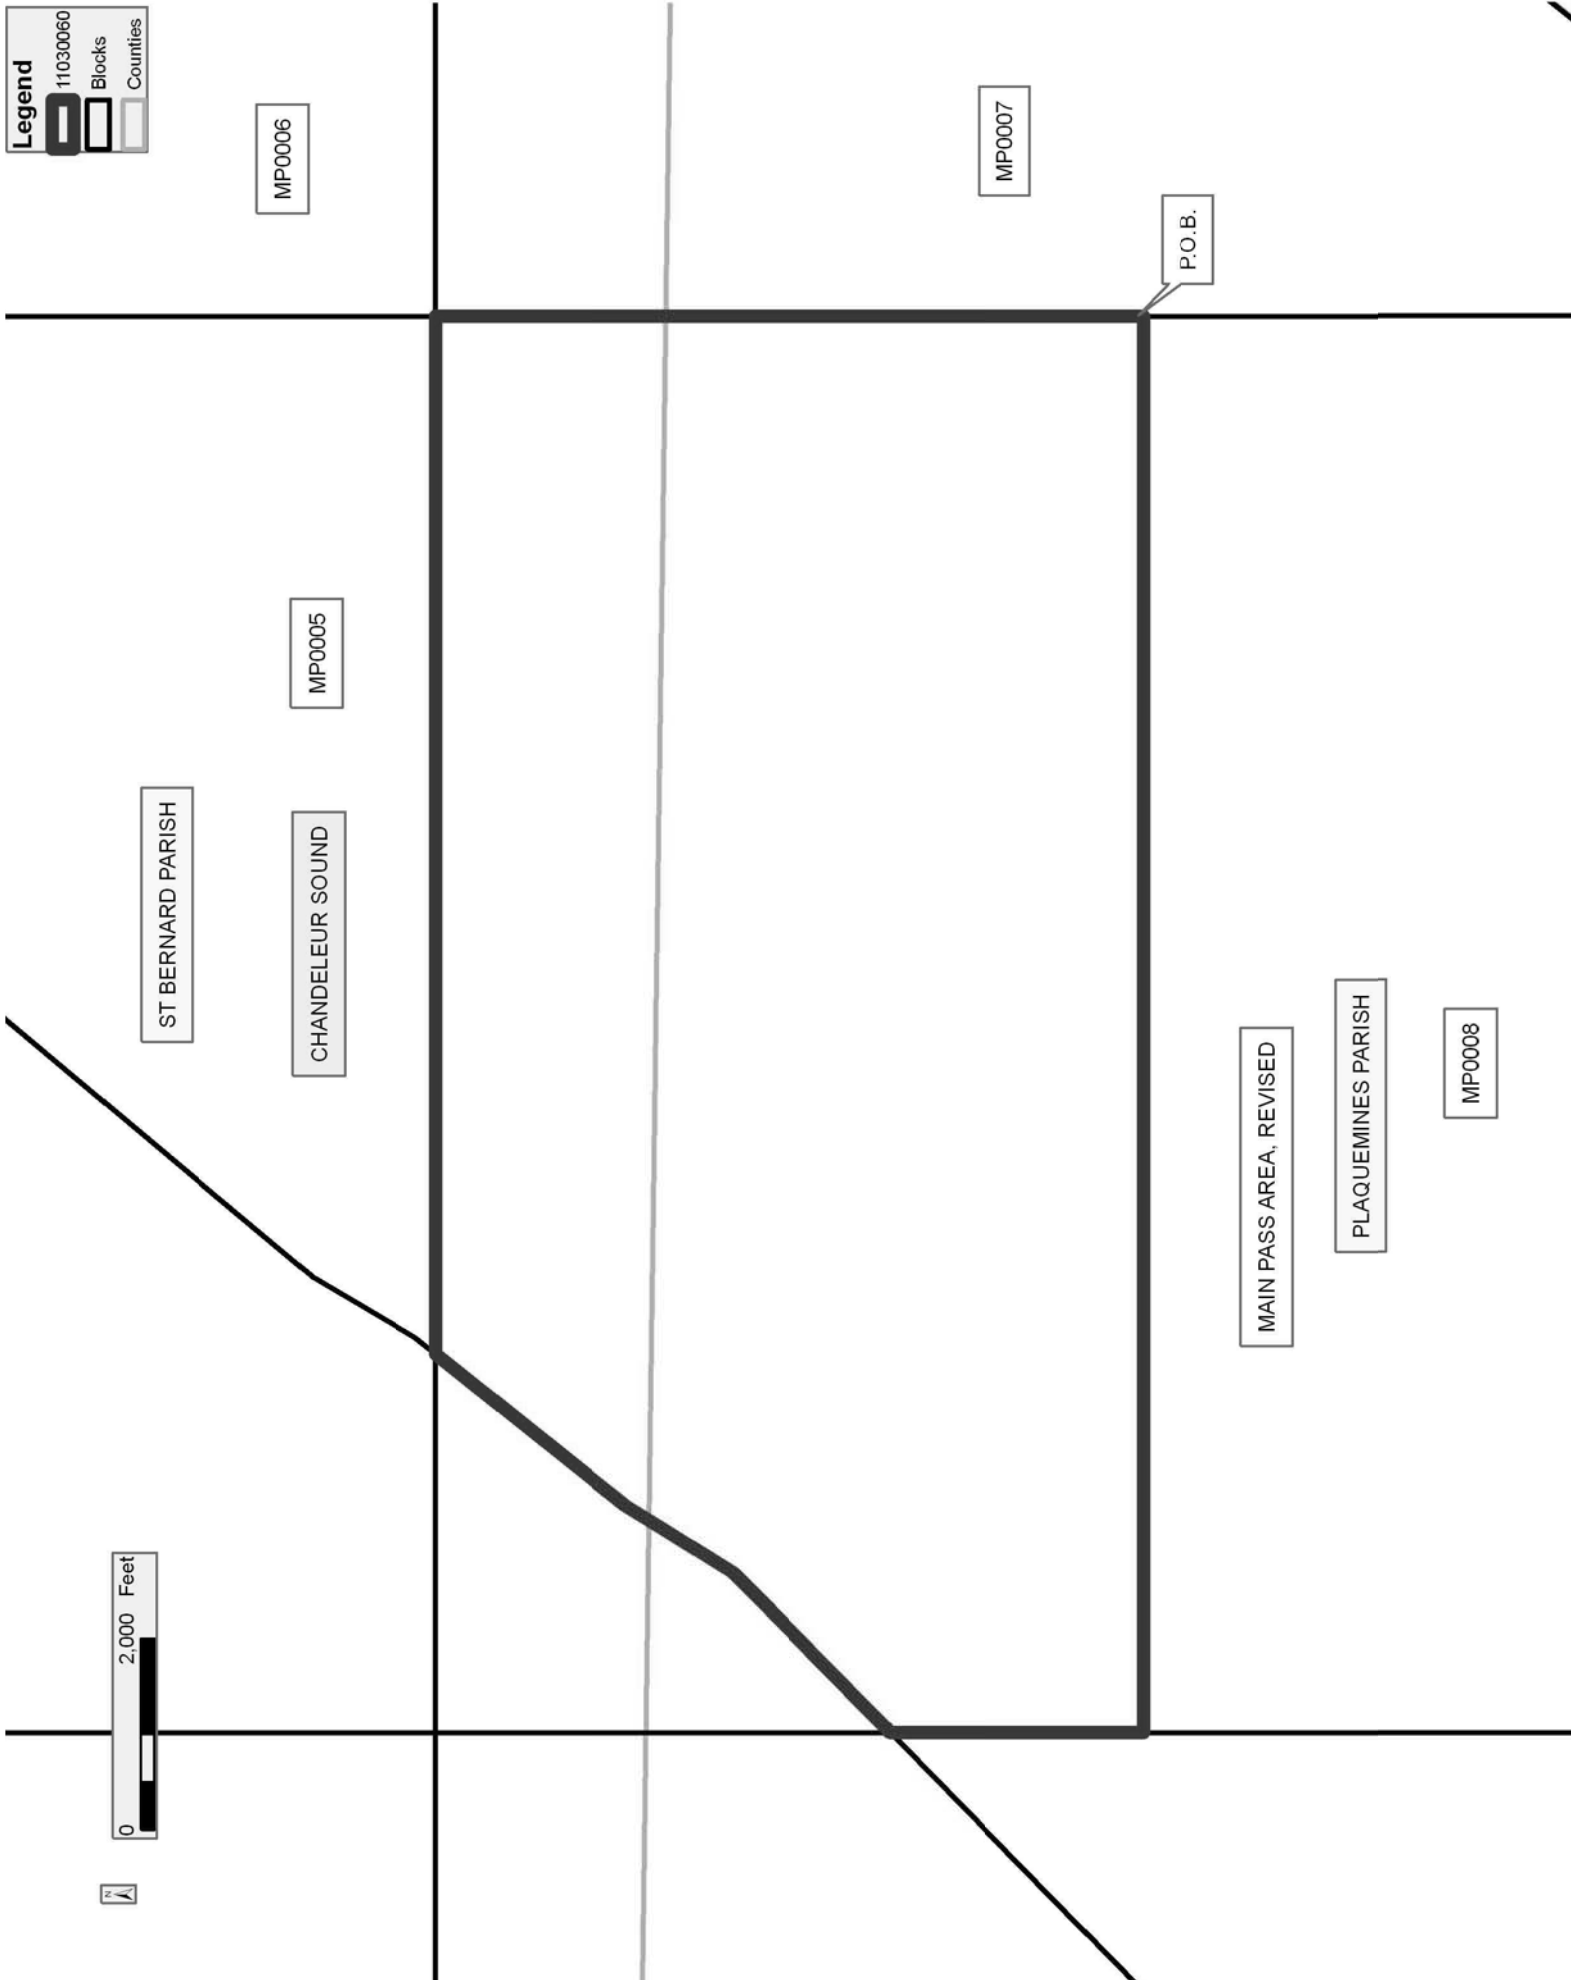 Legend
11030060
Blocks
Counties
MP0006
MP0007
P.O.B.
MP0005
ST BERNARD PARISH
CHANDELEUR SOUND
MAIN PASS AREA, REVISED
PLAQUEMINES PARISH
MP0008
0 2,000 Feet
N